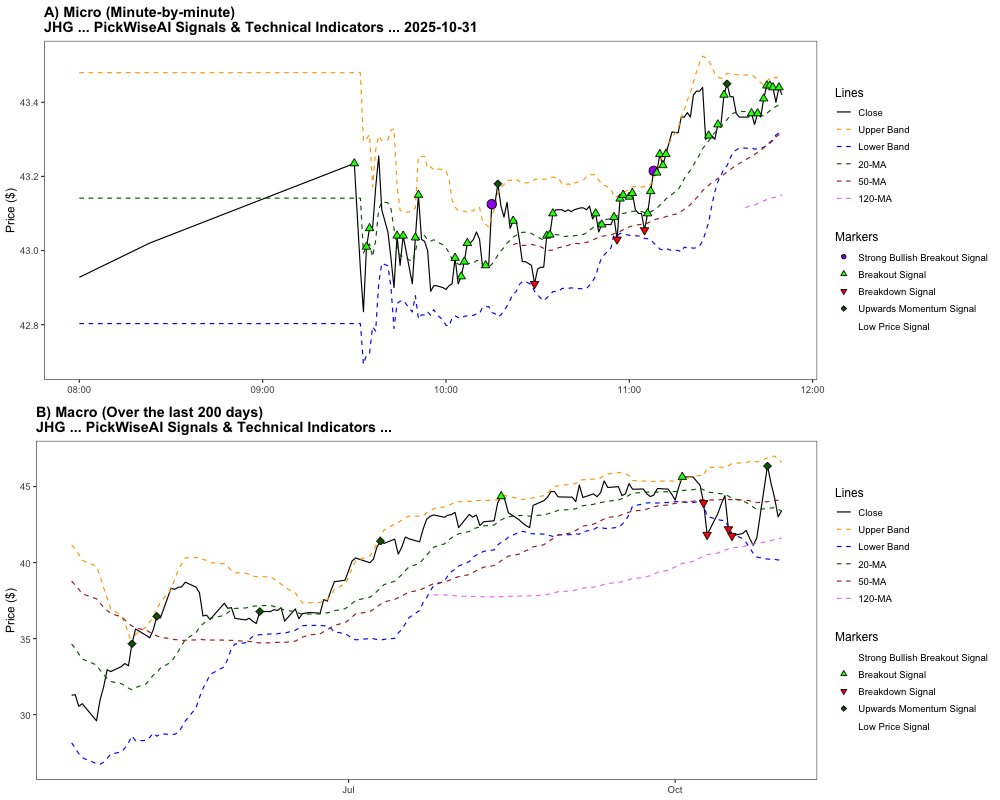 A) Micro (Minute-by-minute)
JHG ... PickWiseAI Signals & Technical Indicators ... 2025-10-31
Price ($)
43.4
43.2
43.0
42.8
08:00
09:00
10:00
11:00
12:00
Lines
Close
Upper Band
Lower Band
20-MA
50-MA
120-MA
Markers
Strong Bullish Breakout Signal
Breakout Signal
Breakdown Signal
Upwards Momentum Signal
Low Price Signal
B) Macro (Over the last 200 days)
JHG ... PickWiseAI Signals & Technical Indicators ...
Price ($)
45
40
35
30
Jul
Oct
Lines
Close
Upper Band
Lower Band
20-MA
50-MA
120-MA
Markers
Strong Bullish Breakout Signal
Breakout Signal
Breakdown Signal
Upwards Momentum Signal
Low Price Signal